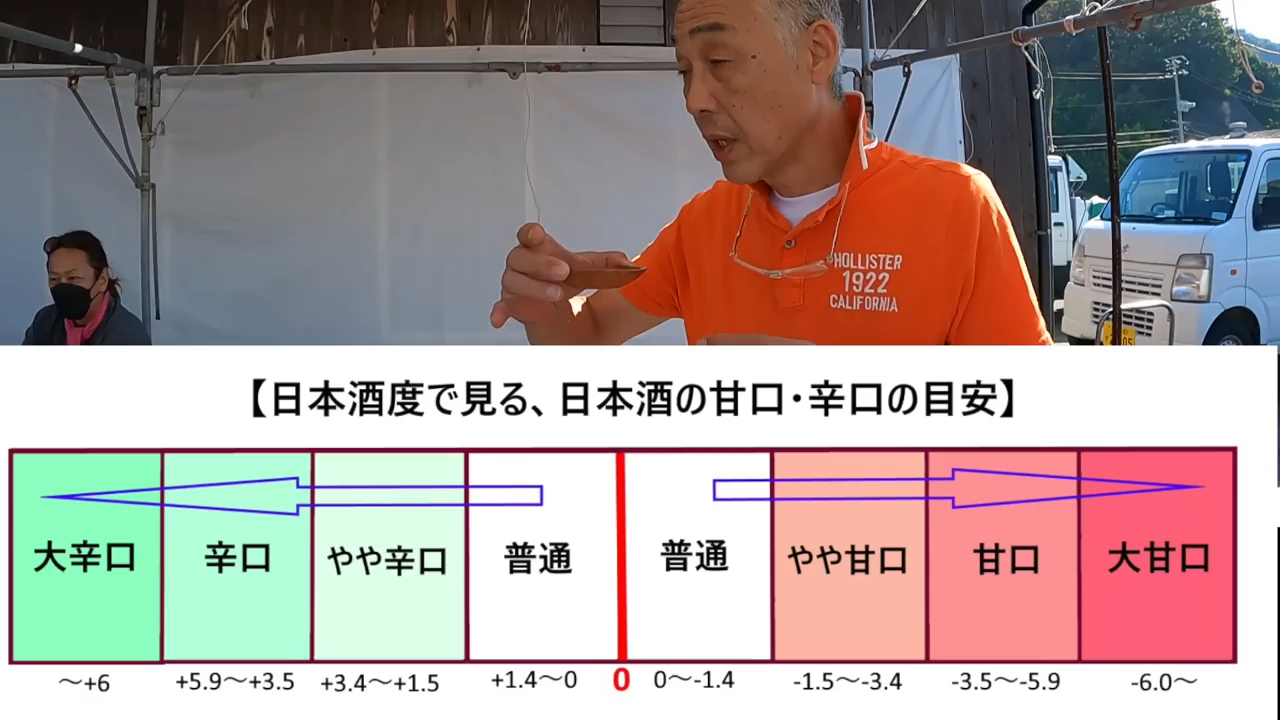 HOLLISTER
1922
CALIFORNIA
【日本酒度で見る、日本酒の甘口・辛口の目安】
大辛口 辛口 やや辛口 普通 普通 やや甘口 甘口 大甘口
～+6 +5.9～+3.5 +3.4～+1.5 +1.4～0 0 0～-1.4 -1.5～-3.4 -3.5～-5.9 -6.0～